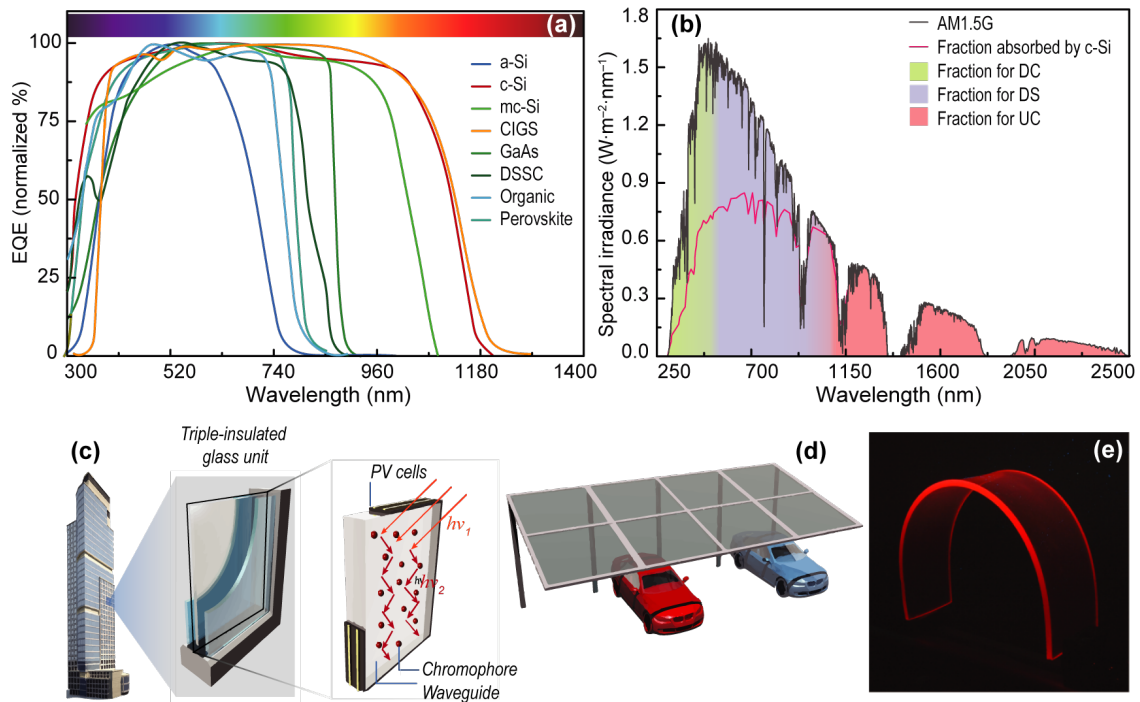 (a)
EQE (normalized %)
100
75
50
25
0
a-Si
c-Si
mc-Si
CIGS
GaAs
DSSC
Organic
Perovskite
300 520 740 960 1180 1400
Wavelength (nm)
(b)
Spectral irradiance (W·m⁻²·nm⁻¹)
1.8
1.5
1.2
0.9
0.6
0.3
0.0
AM1.5G
Fraction absorbed by c-Si
Fraction for DC
Fraction for DS
Fraction for UC
250 700 1150 1600 2050 2500
Wavelength (nm)
(c)
Triple-insulated
glass unit
PV cells
hv₁
hv
hv₂
Chromophore
Waveguide
(d)
(e)